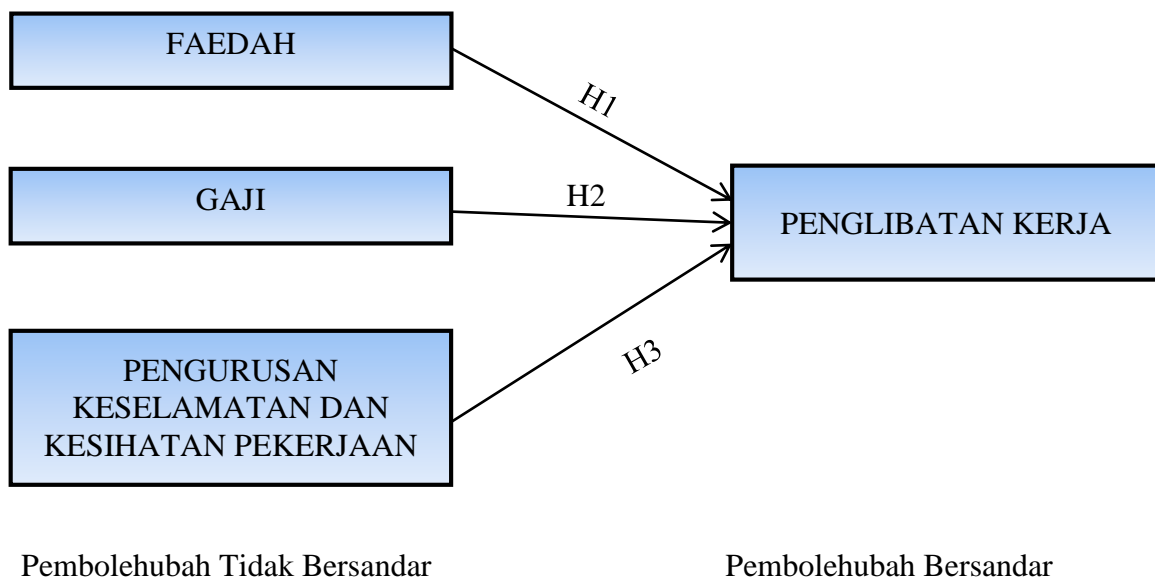 FAEDAH
H1
GAJI
H2
PENGLIBATAN KERJA
H3
PENGURUSAN
KESELAMATAN DAN
KESIHATAN PEKERJAAN
Pembolehubah Tidak Bersandar
Pembolehubah Bersandar